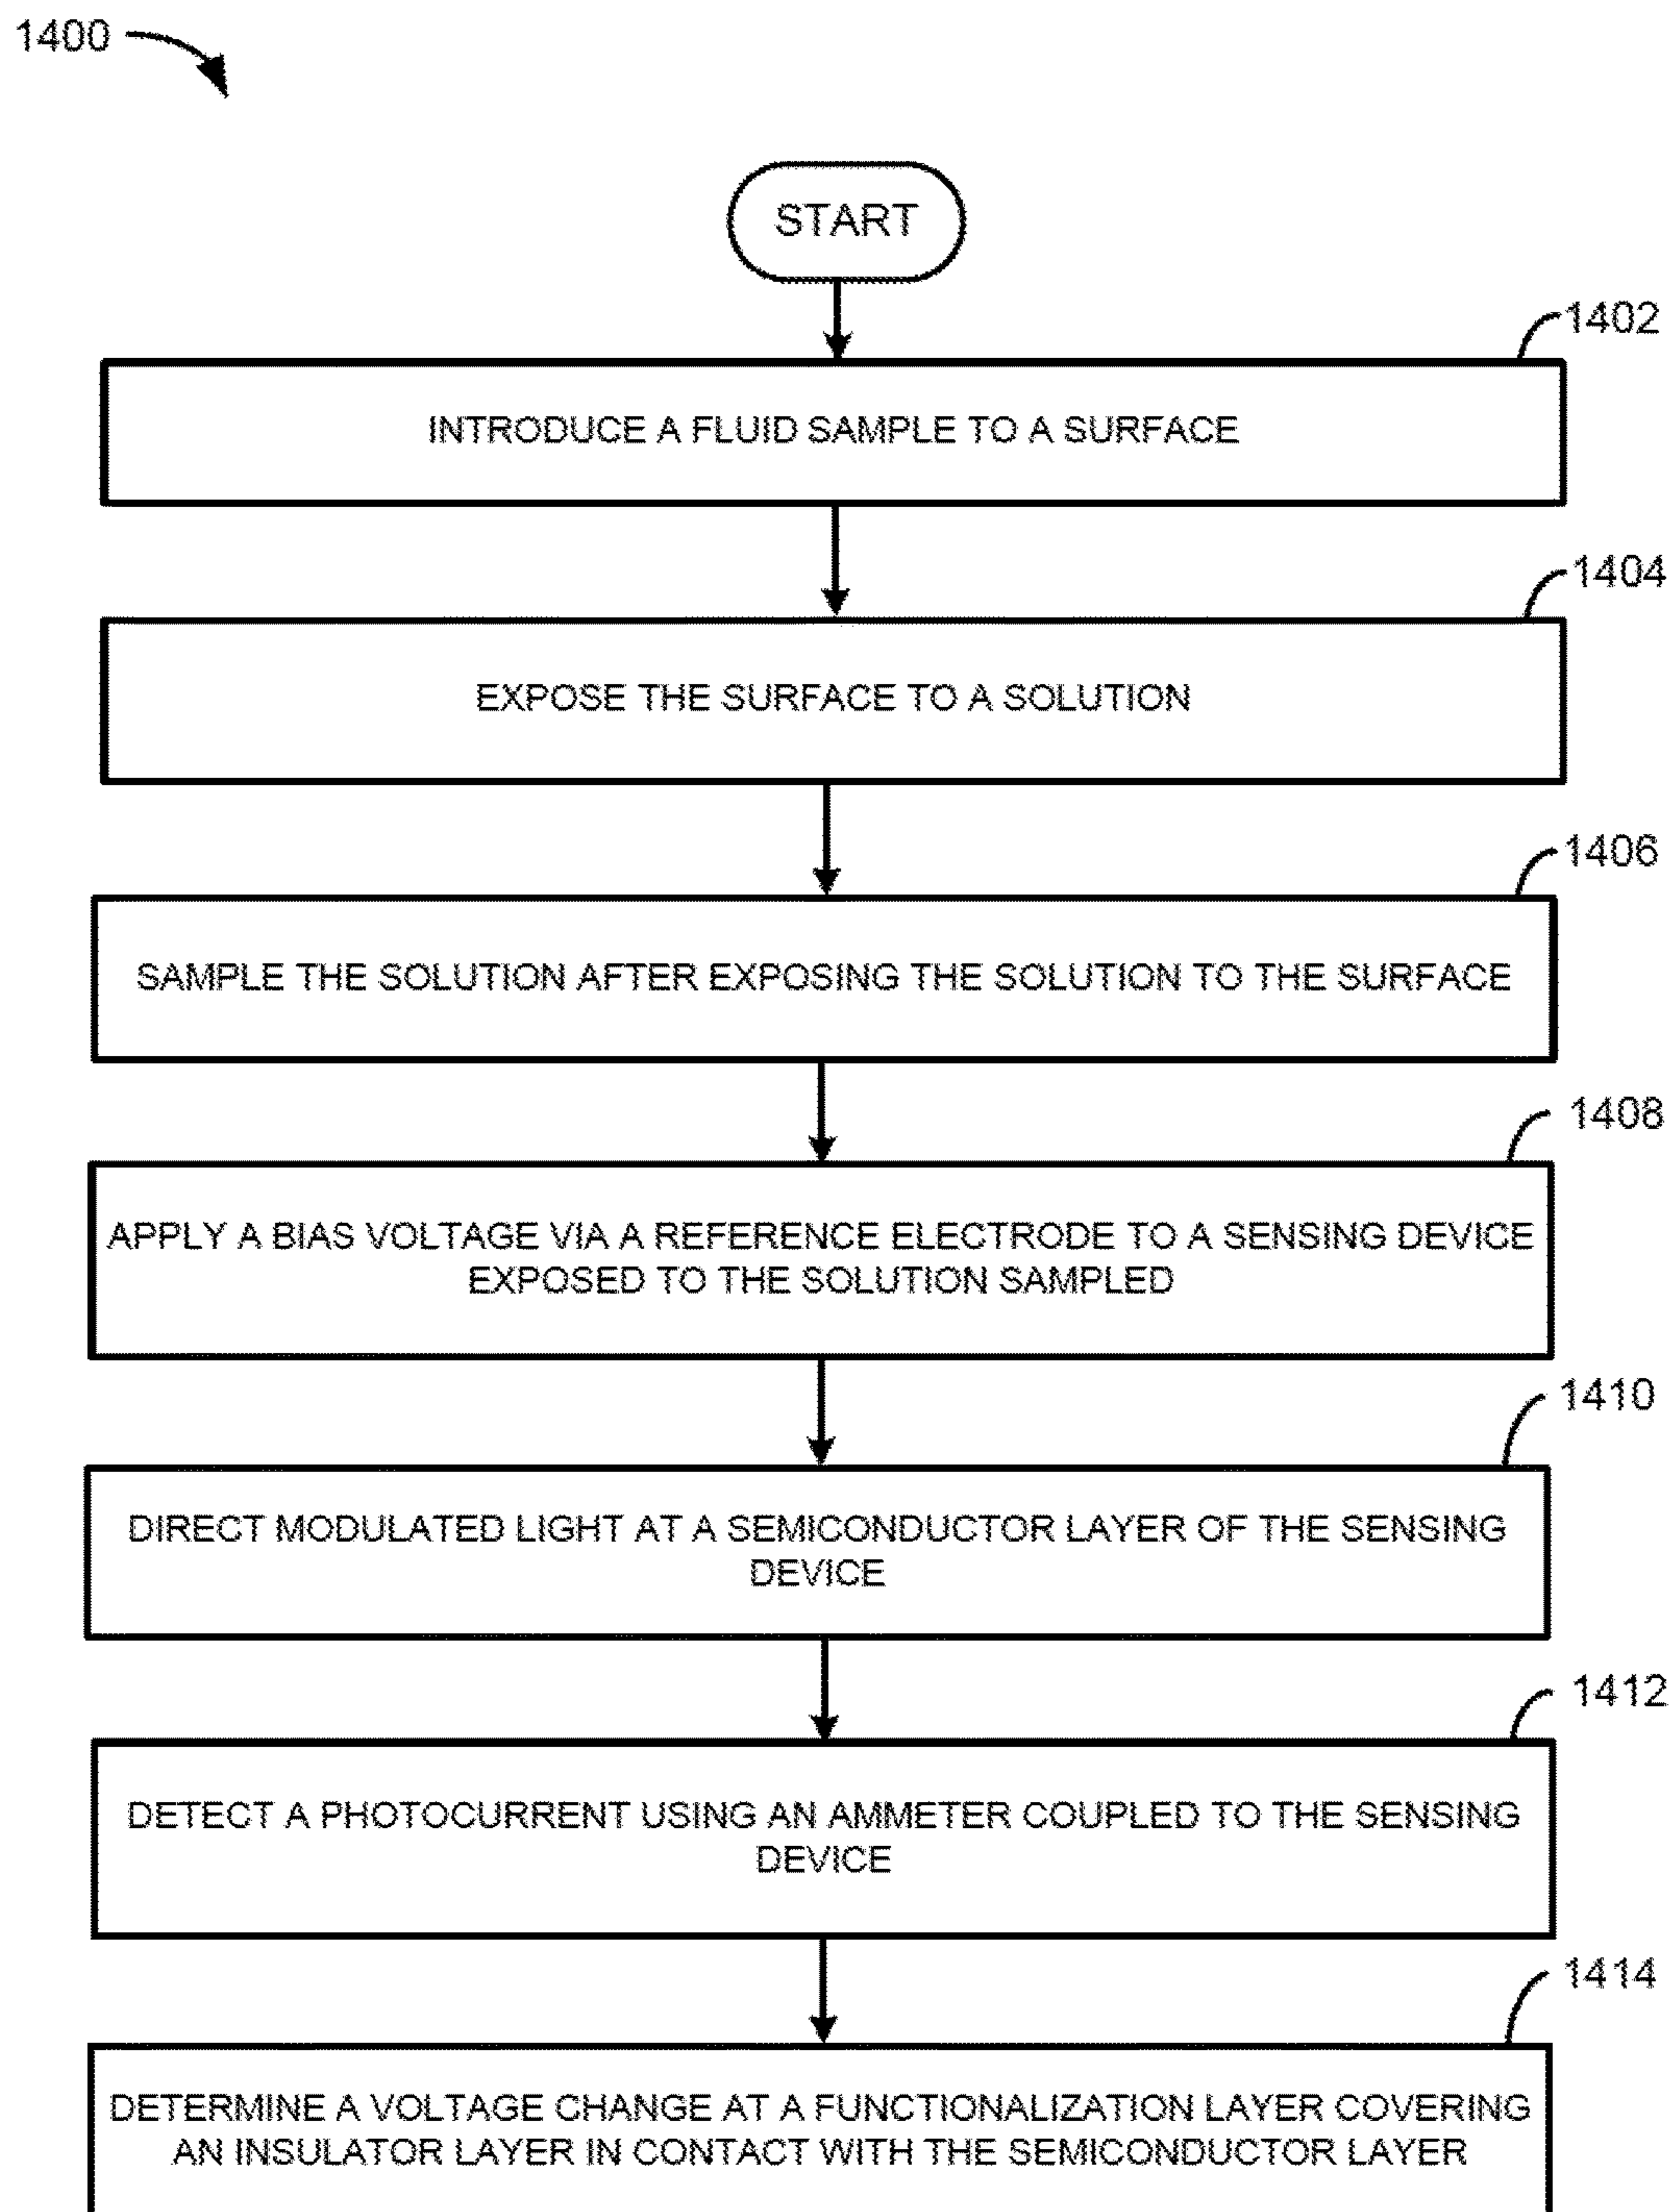 1400
START
1402
INTRODUCE A FLUID SAMPLE TO A SURFACE
1404
EXPOSE THE SURFACE TO A SOLUTION
1406
SAMPLE THE SOLUTION AFTER EXPOSING THE SOLUTION TO THE SURFACE
1408
APPLY A BIAS VOLTAGE VIA A REFERENCE ELECTRODE TO A SENSING DEVICE
EXPOSED TO THE SOLUTION SAMPLED
1410
DIRECT MODULATED LIGHT AT A SEMICONDUCTOR LAYER OF THE SENSING
DEVICE
1412
DETECT A PHOTOCURRENT USING AN AMMETER COUPLED TO THE SENSING
DEVICE
1414
DETERMINE A VOLTAGE CHANGE AT A FUNCTIONALIZATION LAYER COVERING
AN INSULATOR LAYER IN CONTACT WITH THE SEMICONDUCTOR LAYER